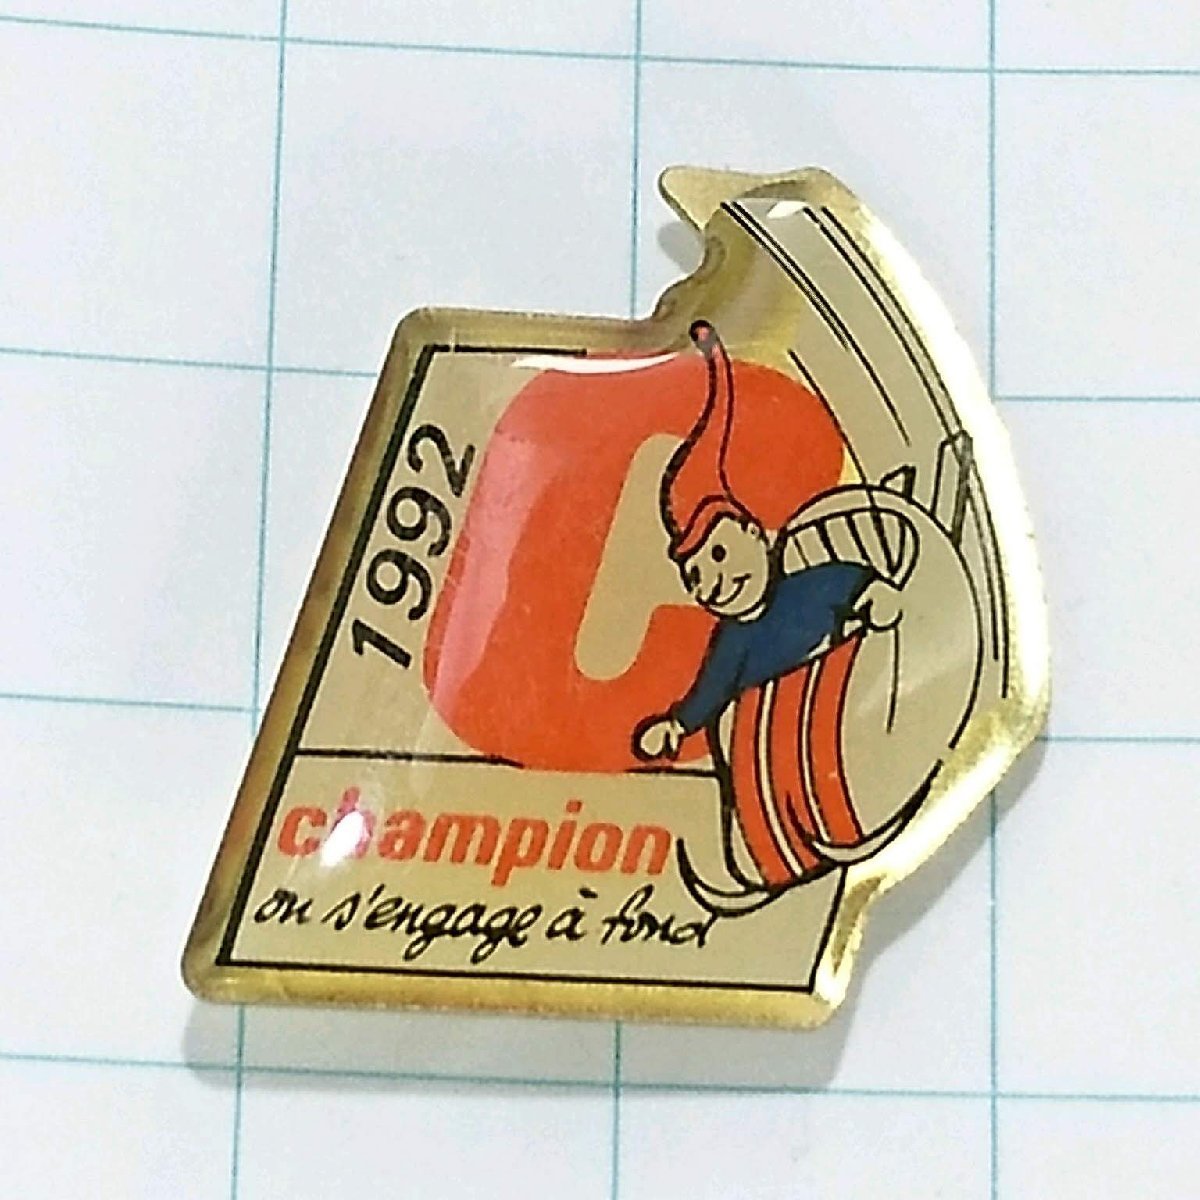 1992
C
champion
on s'engage à fond